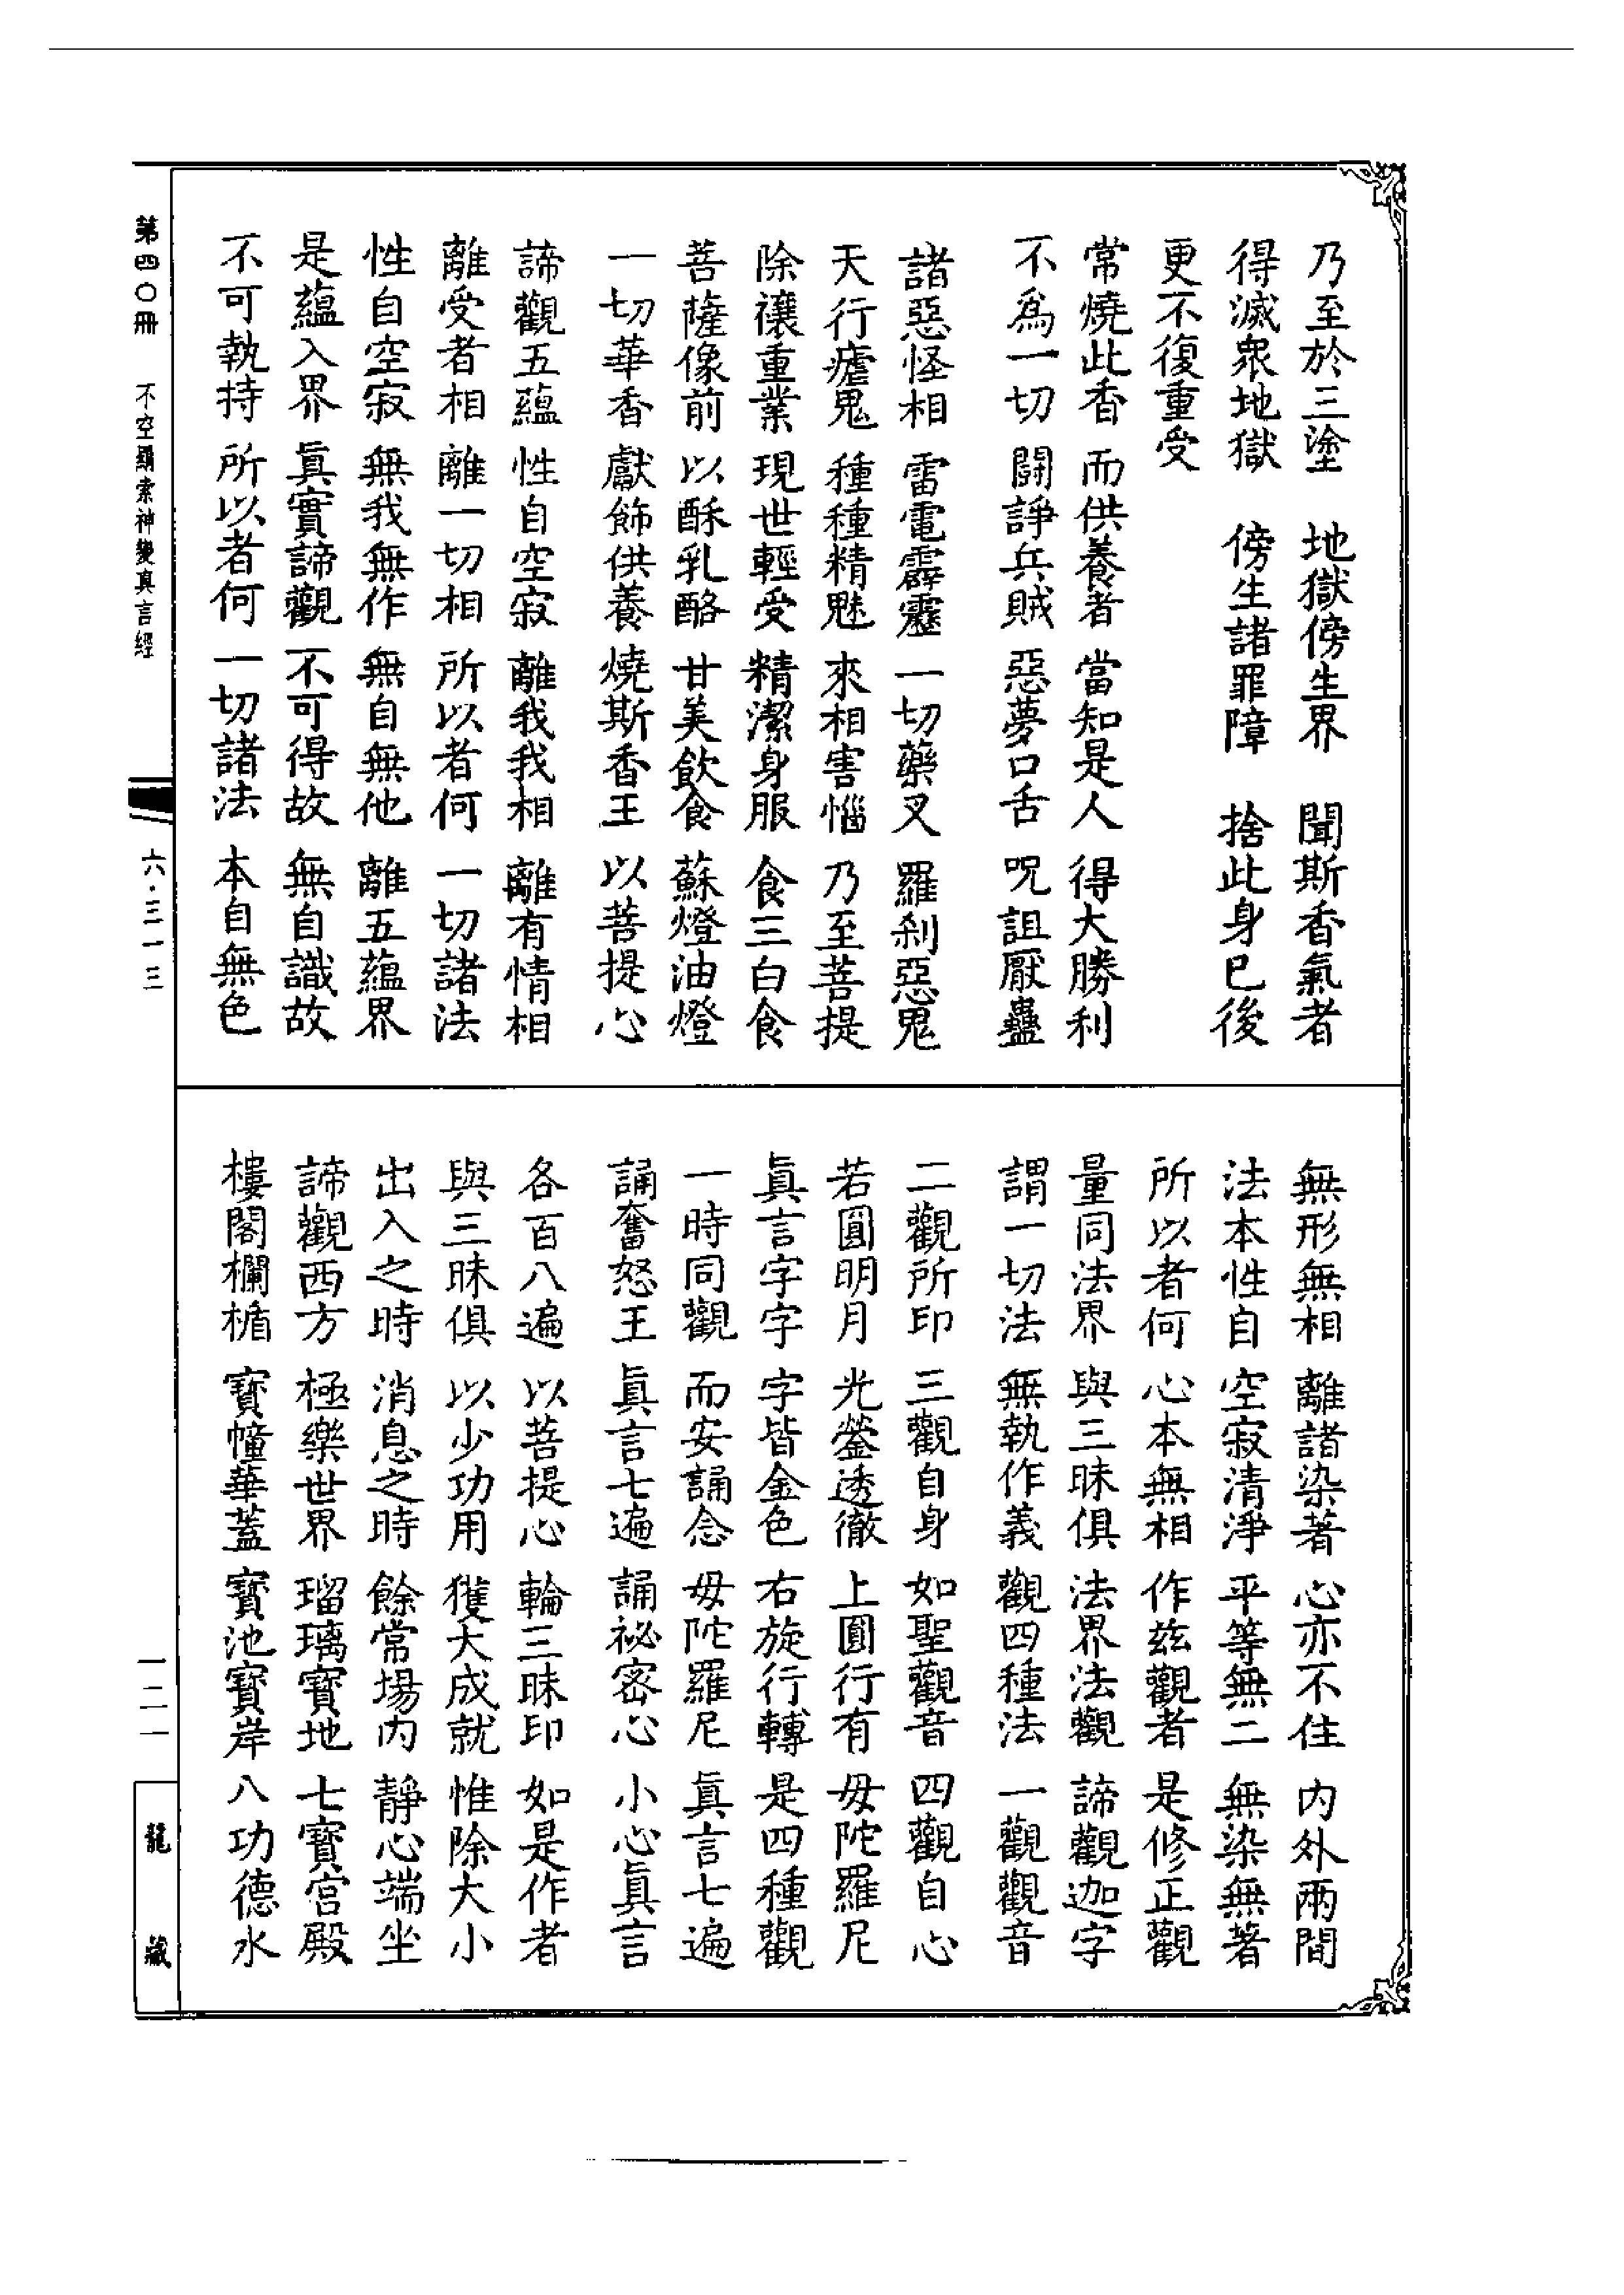 乃至於三塗　地獄傍生界　聞斯香氣者
得滅眾地獄　傍生諸罪障　捨此身已後
更不復重受
常燒此香　而供養者　當知是人　得大勝利
不為一切　鬪諍兵賊　惡夢口舌　呪詛厭蠱
諸惡怪相　雷電霹靂　一切藥叉　羅剎惡鬼
天行瘧鬼　種種精魅　來相害惱　乃至菩提
除禳重業　現世輕受　精潔身服　食三白食
菩薩像前　以酥乳酪　甘美飲食　蘇燈油燈
一切華香　獻飾供養　燒斯香王　以菩提心
諦觀五蘊　性自空寂　離我我相　離有情相
離受者相　離一切相　所以者何　一切諸法
性自空寂　無我無作　無自無他　離五蘊界
是蘊入界　真實諦觀　不可得故　無自識故
不可執持　所以者何　一切諸法　本自無色
無形無相　離諸染著　心亦不住　內外兩間
法本性自　空寂清淨　平等無二　無染無著
所以者何　心本無相　作茲觀者　是修正觀
量同法界　與三昧俱　法界法觀　諦觀迦字
謂一切法　無執作義　觀四種法　一觀觀音
二觀所印　三觀自身　如聖觀音　四觀自心
若圓明月　光鎣透徹　上圓行有　毋陀羅尼
真言字字　字皆金色　右旋行轉　是四種觀
一時同觀　而安誦念　毋陀羅尼　真言七遍
誦奮怒王　真言七遍　誦祕密心　小心真言
各百八遍　以菩提心　輪三昧印　如是作者
與三昧俱　以少功用　獲大成就　惟除大小
出入之時　消息之時　餘常場內　靜心端坐
諦觀西方　極樂世界　瑠璃寶地　七寶宮殿
樓閣欄楯　寶幢華蓋　寶池寶岸　八功德水
第四〇冊　不空羂索神變真言經
六·三一三
一二一
龍藏